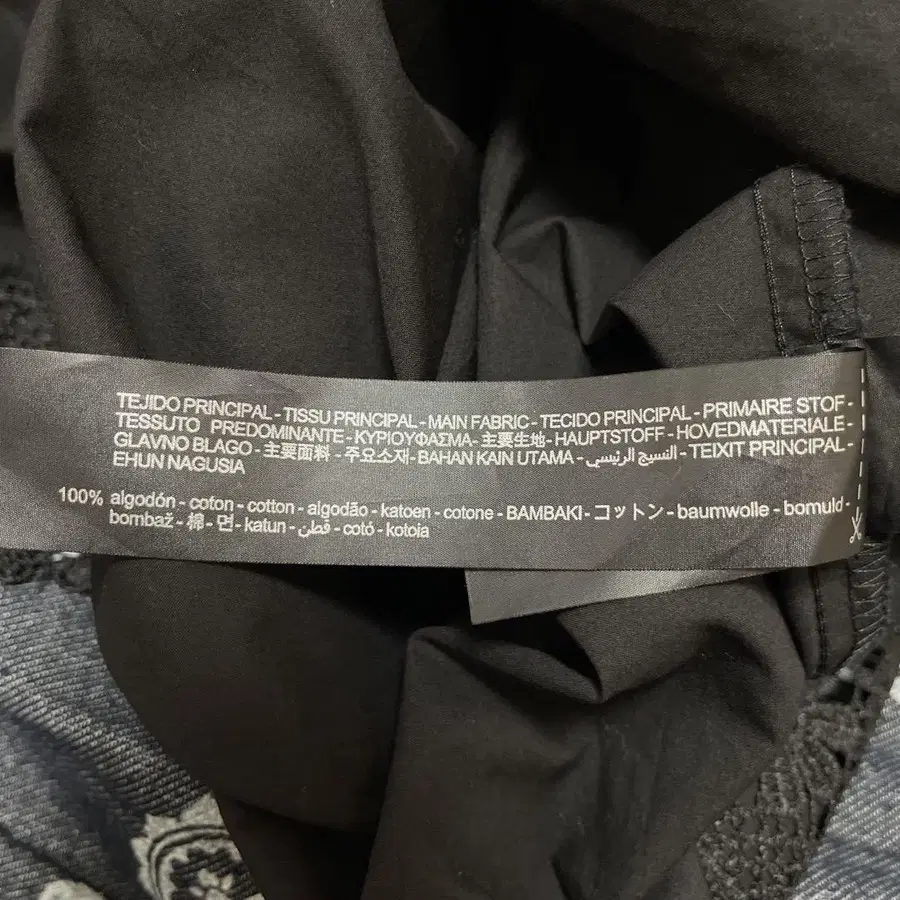 TEJIDO PRINCIPAL - TISSU PRINCIPAL - MAIN FABRIC - TECIDO PRINCIPAL - PRIMAIRE STOF -
TESSUTO PREDOMINANTE - ΚΥΡΙΟΥΦΑΣΜΑ - 主要生地 - HAUPTSTOFF - HOVEDMATERIALE -
GLAVNO BLAGO - 主要面料 - 주요소재 - BAHAN KAIN UTAMA - النسيج الرئيسي - TEIXIT PRINCIPAL -
EHUN NAGUSIA
100% algodón - coton - cotton - algodão - katoen - cotone - BAMBAKI - コットン - baumwolle - bomuld -
bombaž - 棉 - 면 - katun - قطن - cotó - kotoia